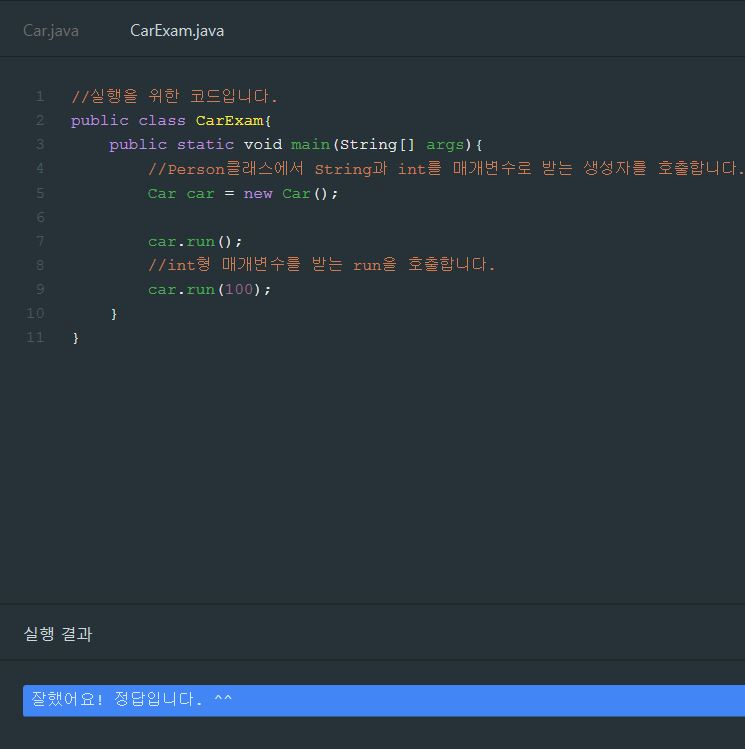 Car.java CarExam.java
1 //실행을 위한 코드입니다.
2 public class CarExam{
3 public static void main(String[] args){
4 //Person클래스에서 String과 int를 매개변수로 받는 생성자를 호출합니다.
5 Car car = new Car();
6
7 car.run();
8 //int형 매개변수를 받는 run을 호출합니다.
9 car.run(100);
10 }
11 }
실행 결과
잘했어요! 정답입니다. ^^